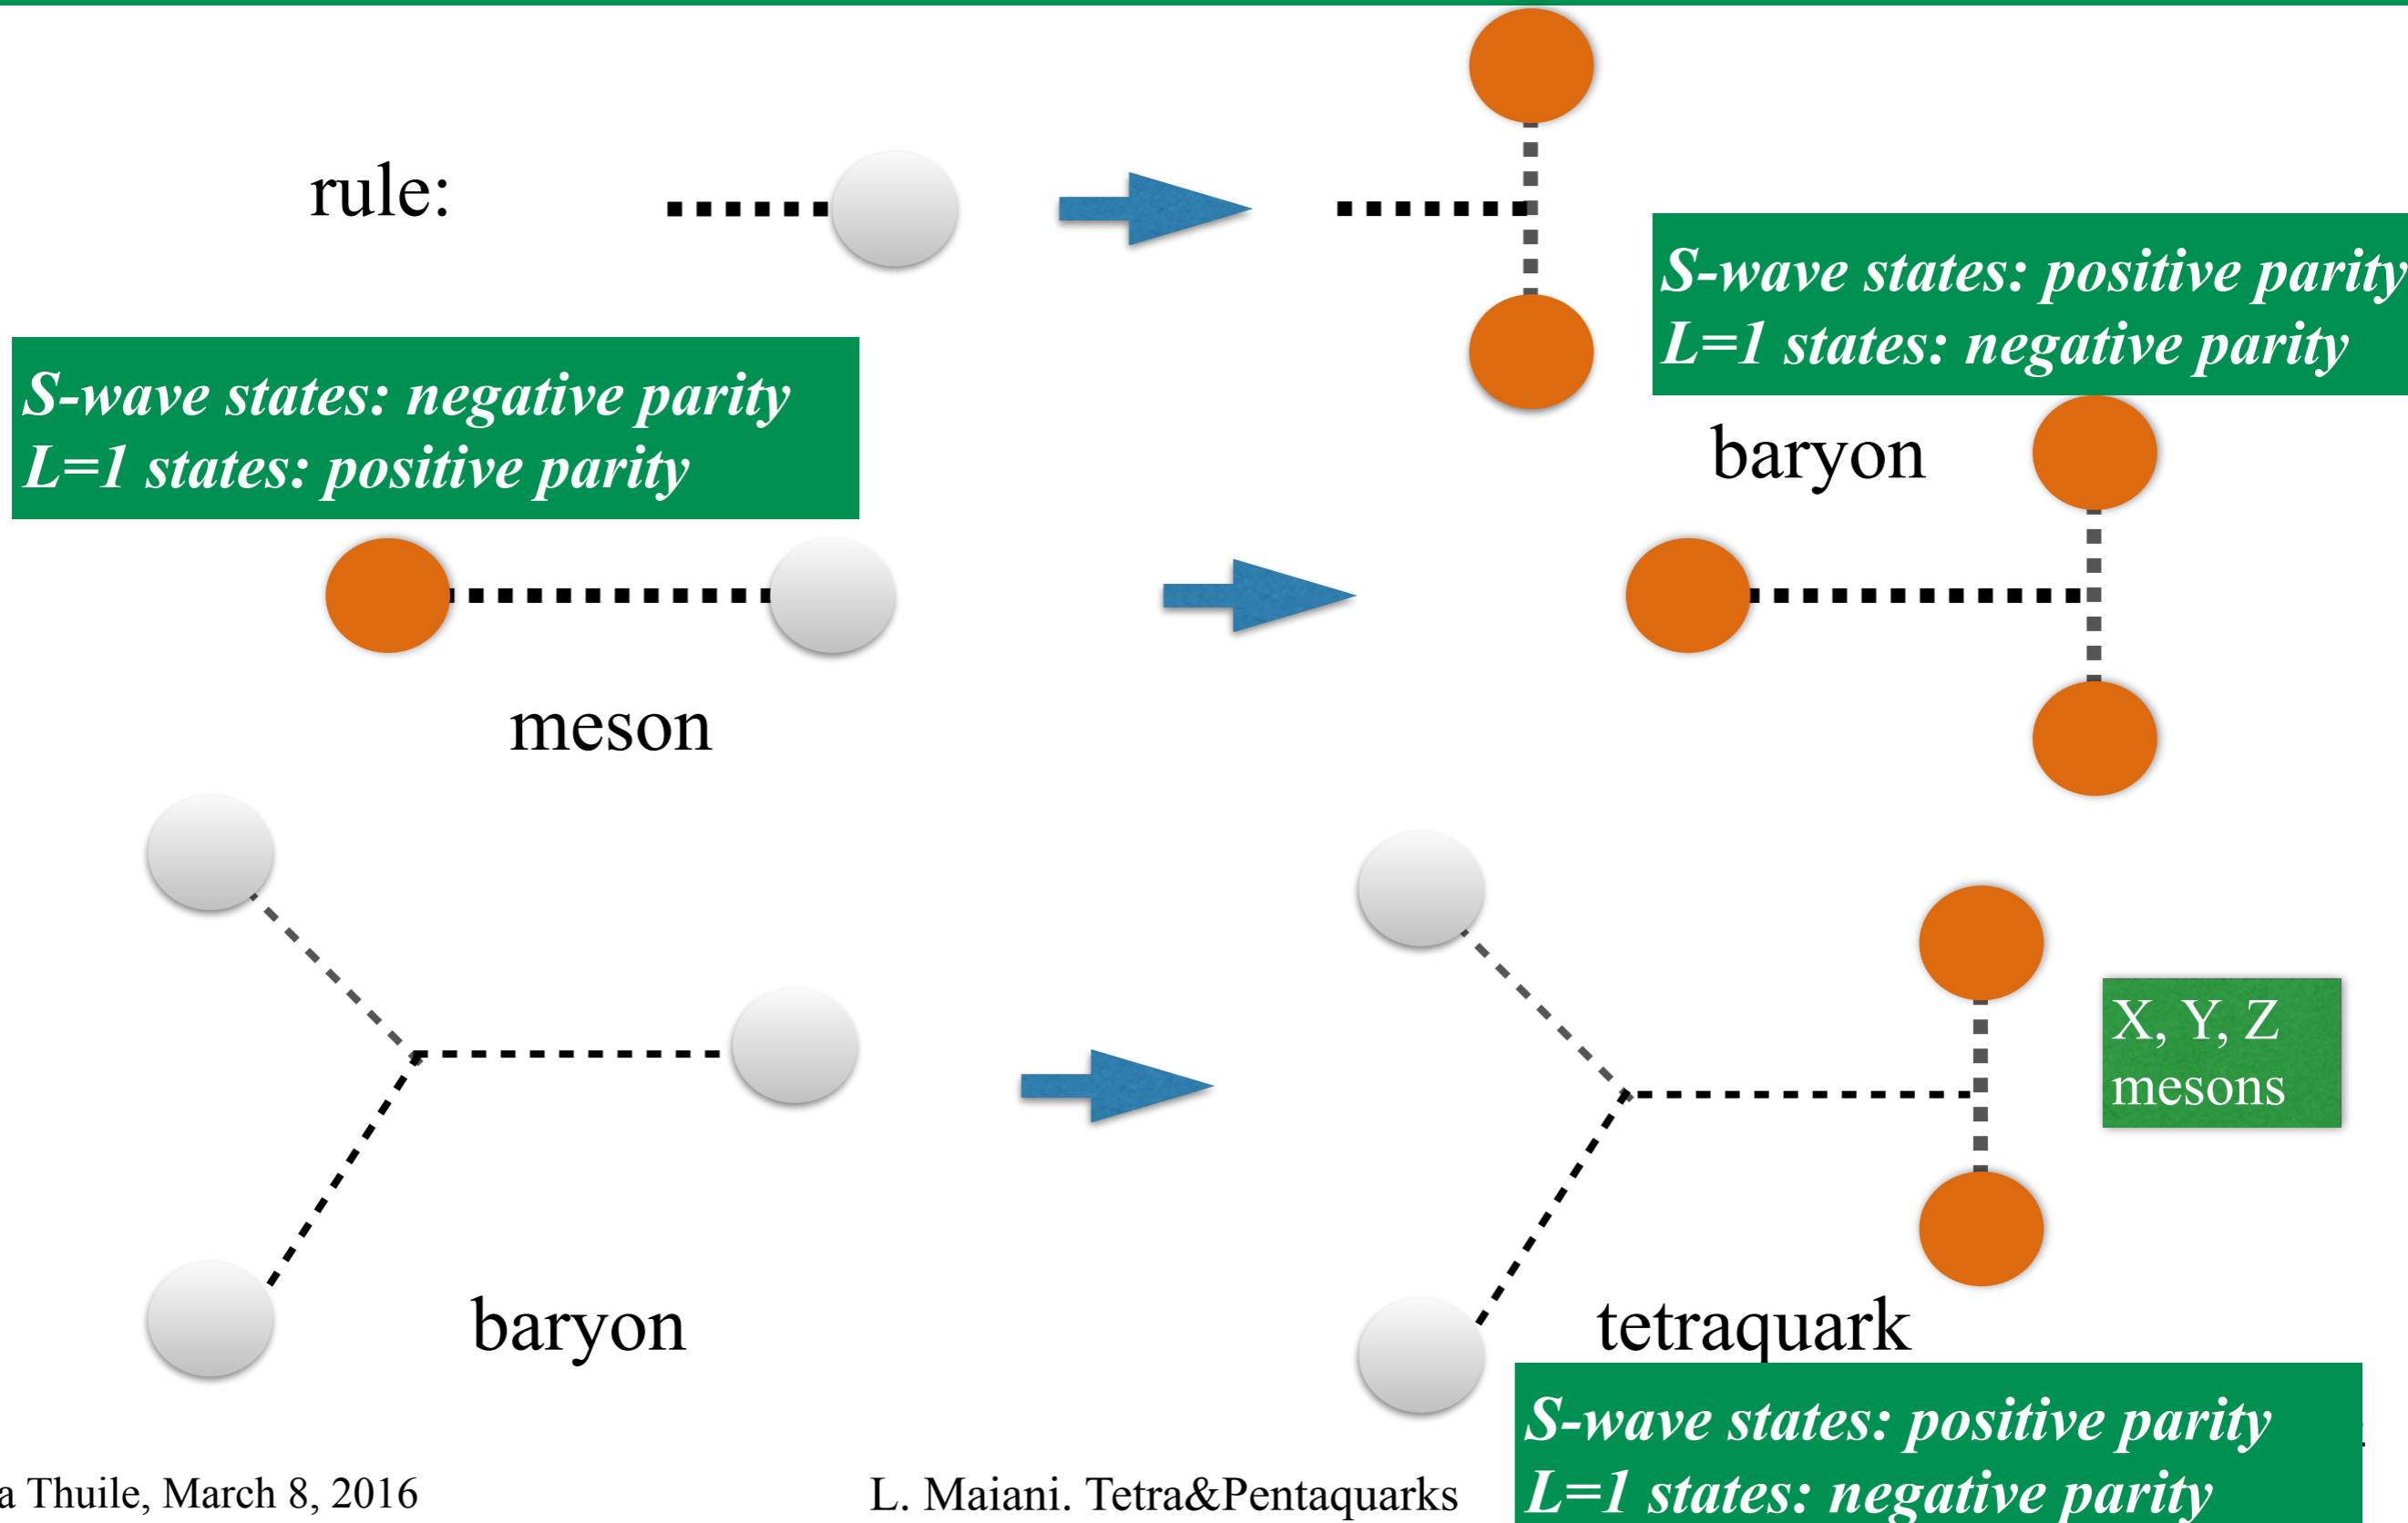 rule:
S-wave states: positive parity
L=1 states: negative parity
S-wave states: negative parity
L=1 states: positive parity
baryon
meson
X, Y, Z
mesons
baryon
tetraquark
S-wave states: positive parity
L=1 states: negative parity
a Thuile, March 8, 2016
L. Maiani. Tetra&Pentaquarks